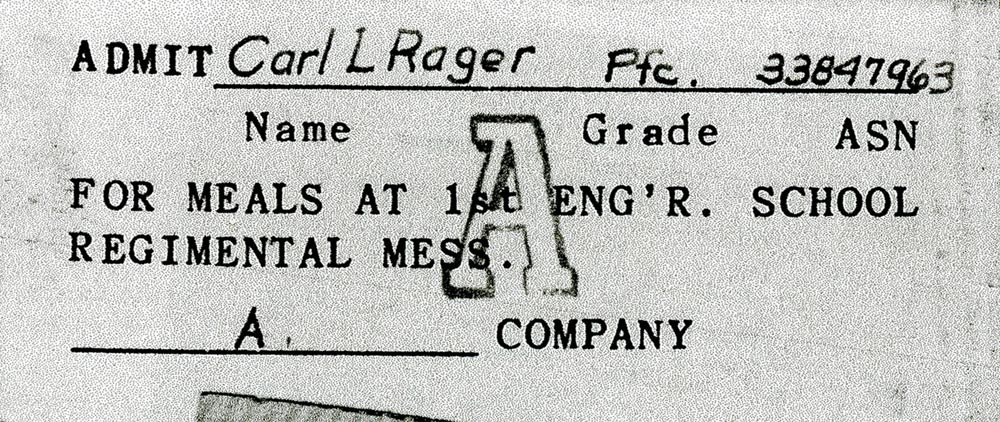 ADMIT Carl L Rager Pfc. 33847963
Name Grade ASN
A
FOR MEALS AT 1st ENG'R. SCHOOL
REGIMENTAL MESS.
A. COMPANY